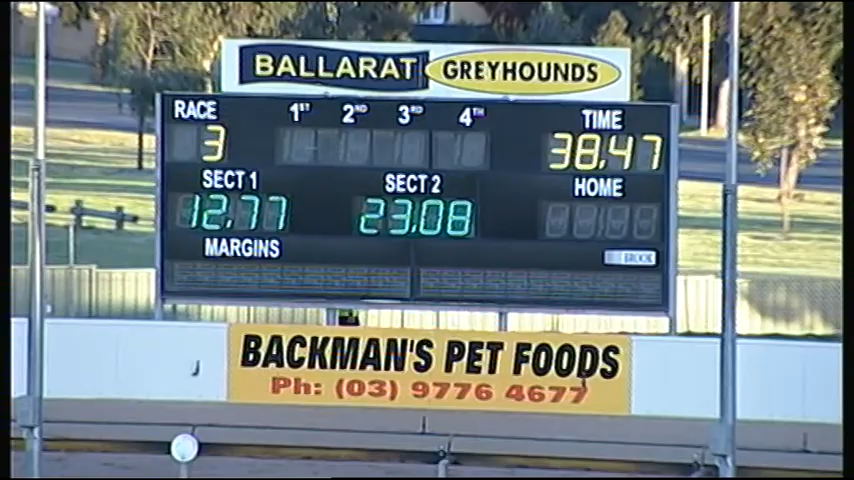 BALLARAT GREYHOUNDS
RACE 1ST 2ND 3RD 4TH TIME
3 38.47
SECT 1 SECT 2 HOME
12.77 23.08
MARGINS
BACKMAN'S PET FOODS
Ph: (03) 9776 4677